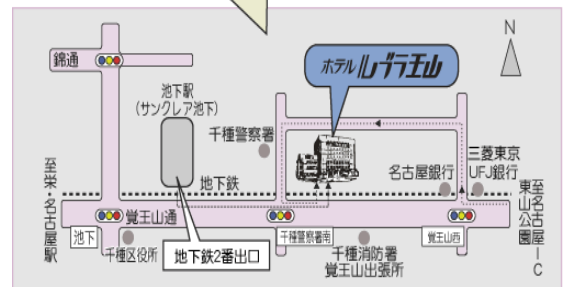 N
錦通
ホテル ルブラ王山
池下駅
(サンクレア池下)
千種警察署
三菱東京
UFJ銀行
名古屋銀行
地下鉄
至栄・名古屋駅
至名古屋IC
東山公園
覚王山通
池下
千種区役所
地下鉄2番出口
千種警察署南
千種消防署
覚王山出張所
覚王山西